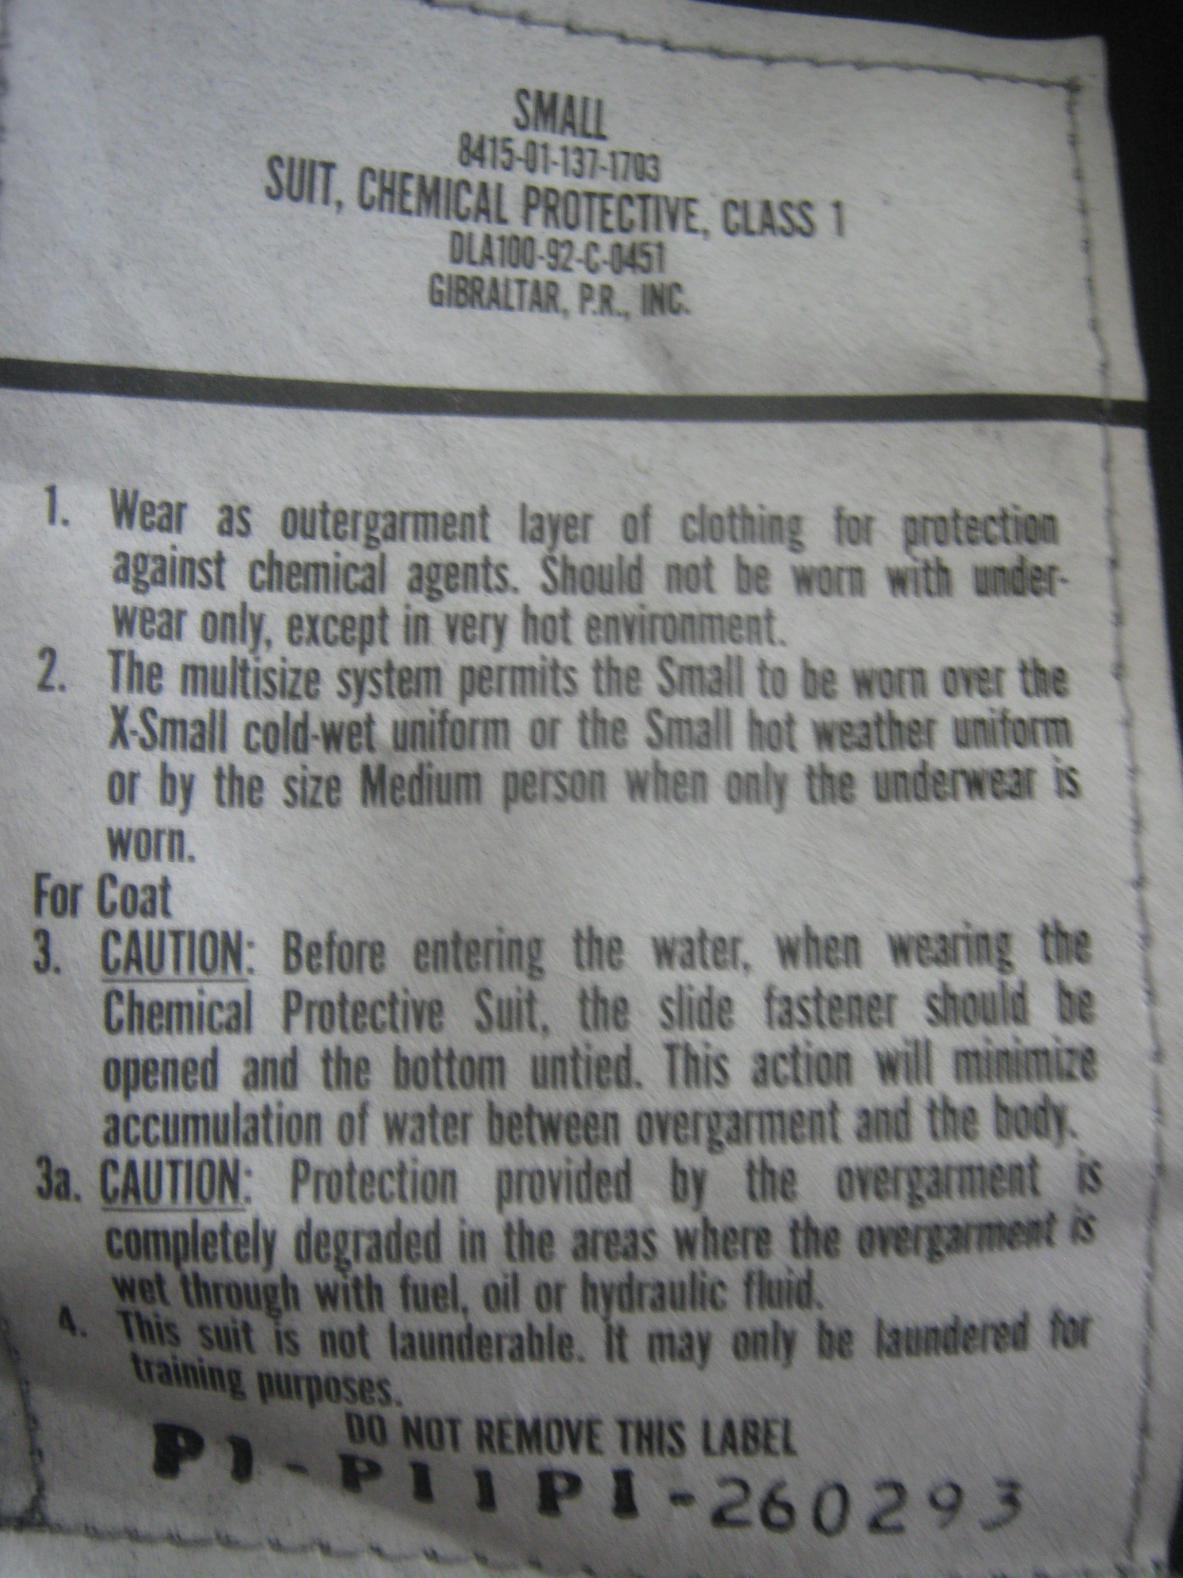 SMALL
8415-01-137-1703
SUIT, CHEMICAL PROTECTIVE, CLASS 1
DLA100-92-C-0451
GIBRALTAR, P.R., INC.
1. Wear as outergarment layer of clothing for protection
against chemical agents. Should not be worn with under-
wear only, except in very hot environment.
2. The multisize system permits the Small to be worn over the
X-Small cold-wet uniform or the Small hot weather uniform
or by the size Medium person when only the underwear is
worn.
For Coat
3. CAUTION: Before entering the water, when wearing the
Chemical Protective Suit, the slide fastener should be
opened and the bottom untied. This action will minimize
accumulation of water between overgarment and the body.
3a. CAUTION: Protection provided by the overgarment is
completely degraded in the areas where the overgarment is
wet through with fuel, oil or hydraulic fluid.
4. This suit is not launderable. It may only be laundered for
training purposes.
DO NOT REMOVE THIS LABEL
P1-P11P1-260293